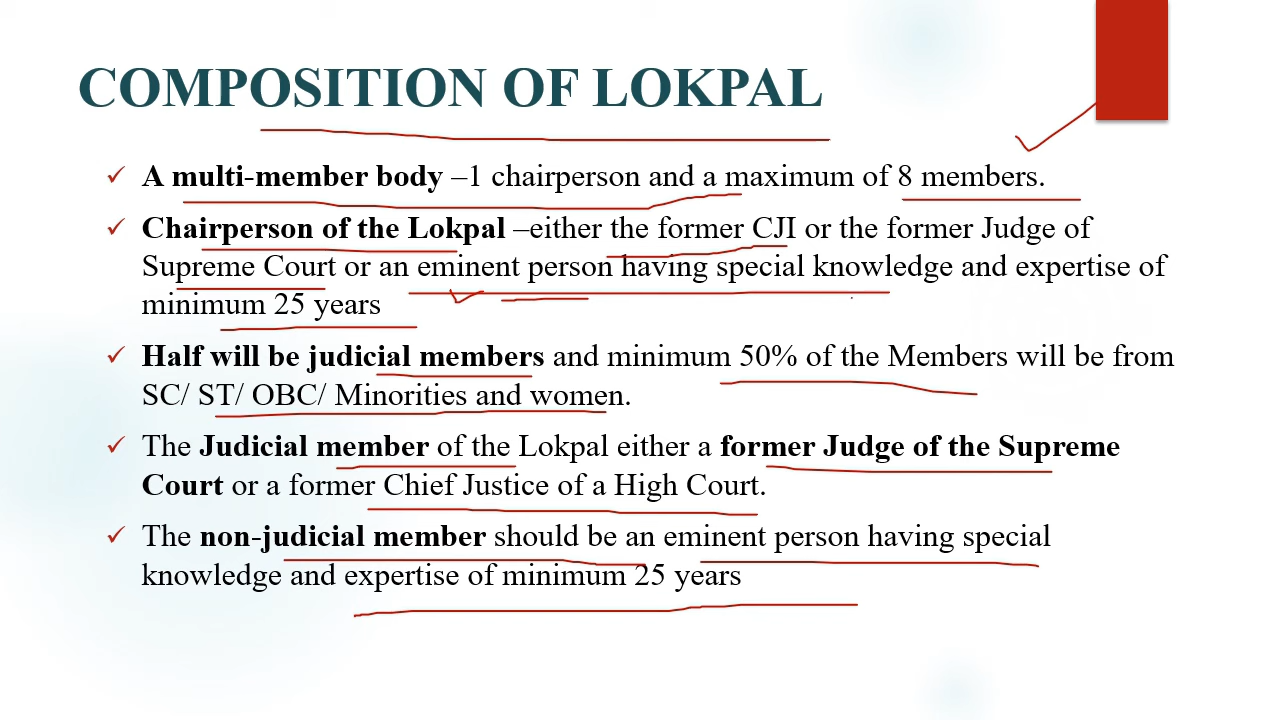 COMPOSITION OF LOKPAL
✓ A multi-member body –1 chairperson and a maximum of 8 members.
✓ Chairperson of the Lokpal –either the former CJI or the former Judge of
Supreme Court or an eminent person having special knowledge and expertise of
minimum 25 years
✓ Half will be judicial members and minimum 50% of the Members will be from
SC/ ST/ OBC/ Minorities and women.
✓ The Judicial member of the Lokpal either a former Judge of the Supreme
Court or a former Chief Justice of a High Court.
✓ The non-judicial member should be an eminent person having special
knowledge and expertise of minimum 25 years